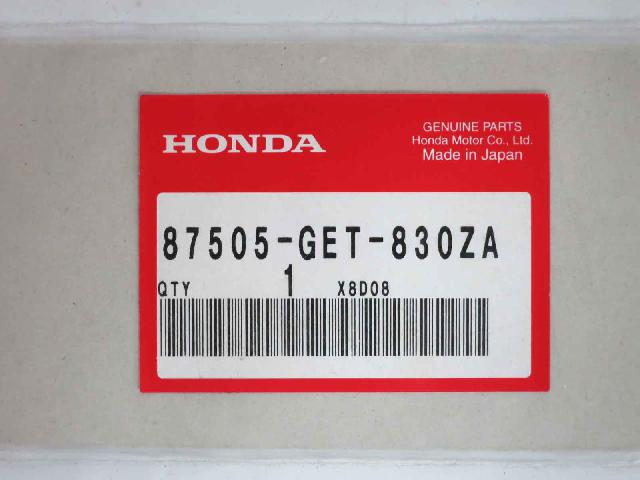 HONDA
GENUINE PARTS
Honda Motor Co., Ltd.
Made in Japan
87505-GET-830ZA
QTY 1 X8D08